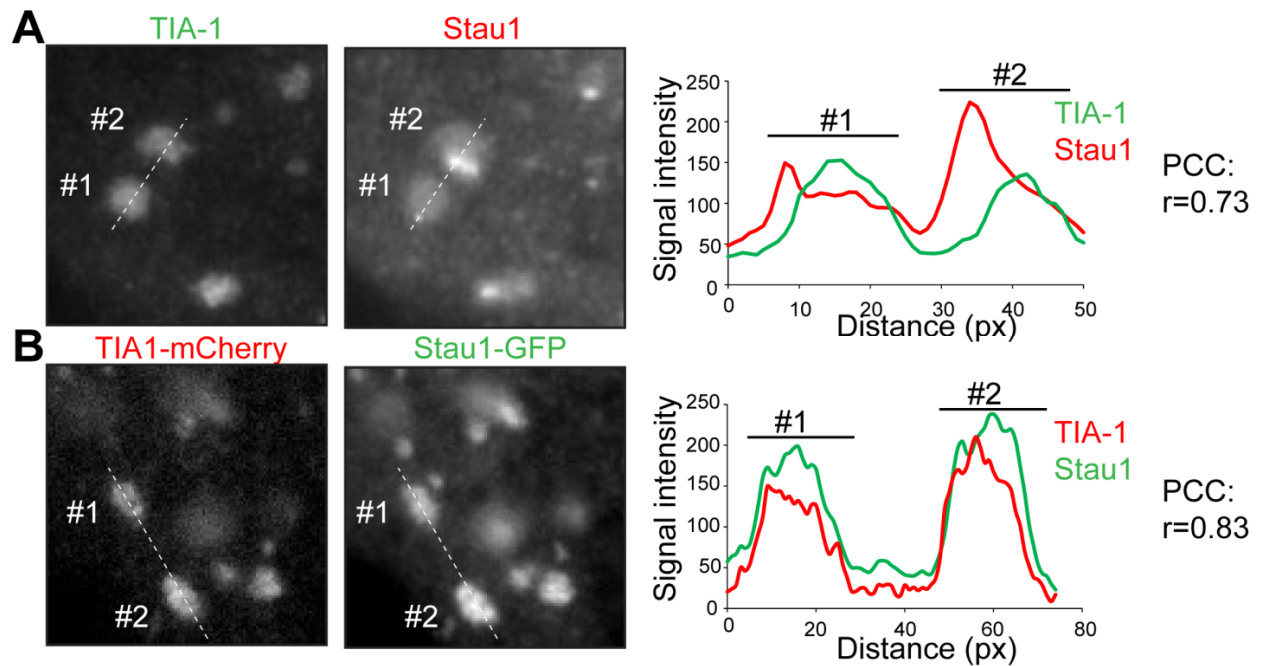 A
TIA-1
Stau1
#2
#1
#2
#1
Signal intensity
250
200
150
100
50
0
0
10
20
30
40
50
Distance (px)
#1
#2
TIA-1
Stau1
PCC:
r=0.73
B
TIA1-mCherry
Stau1-GFP
#1
#2
#1
#2
Signal intensity
250
200
150
100
50
0
0
20
40
60
80
Distance (px)
#1
#2
TIA-1
Stau1
PCC:
r=0.83